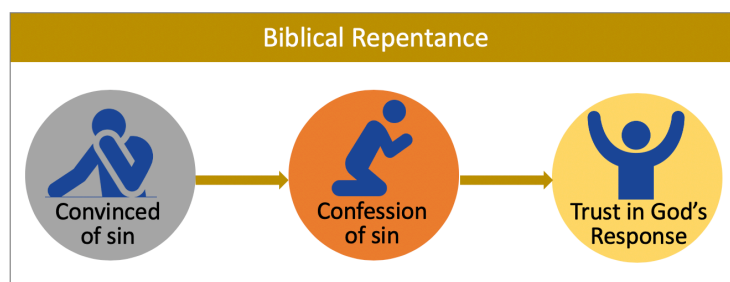 Biblical Repentance
Convinced
of sin
Confession
of sin
Trust in God's
Response